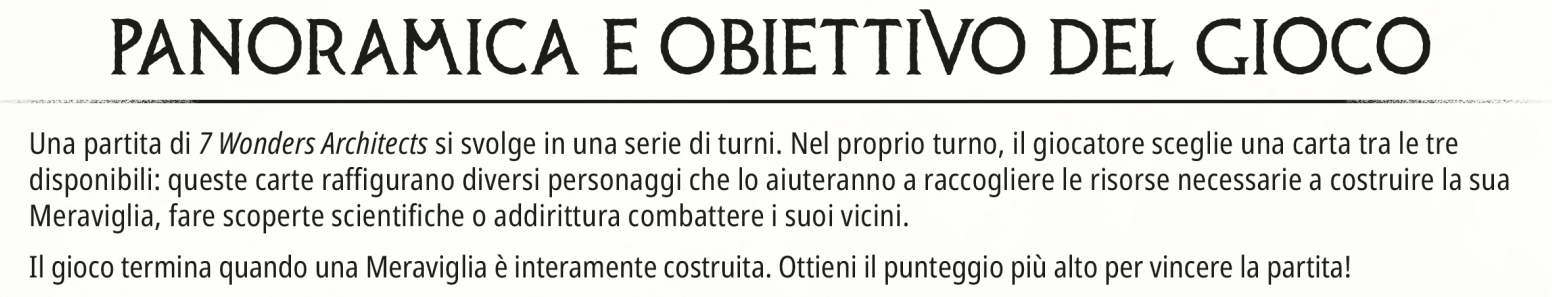 PANORAMICA E OBIETTIVO DEL GIOCO
Una partita di 7 Wonders Architects si svolge in una serie di turni. Nel proprio turno, il giocatore sceglie una carta tra le tre
disponibili: queste carte raffigurano diversi personaggi che lo aiuteranno a raccogliere le risorse necessarie a costruire la sua
Meraviglia, fare scoperte scientifiche o addirittura combattere i suoi vicini.
Il gioco termina quando una Meraviglia è interamente costruita. Ottieni il punteggio più alto per vincere la partita!